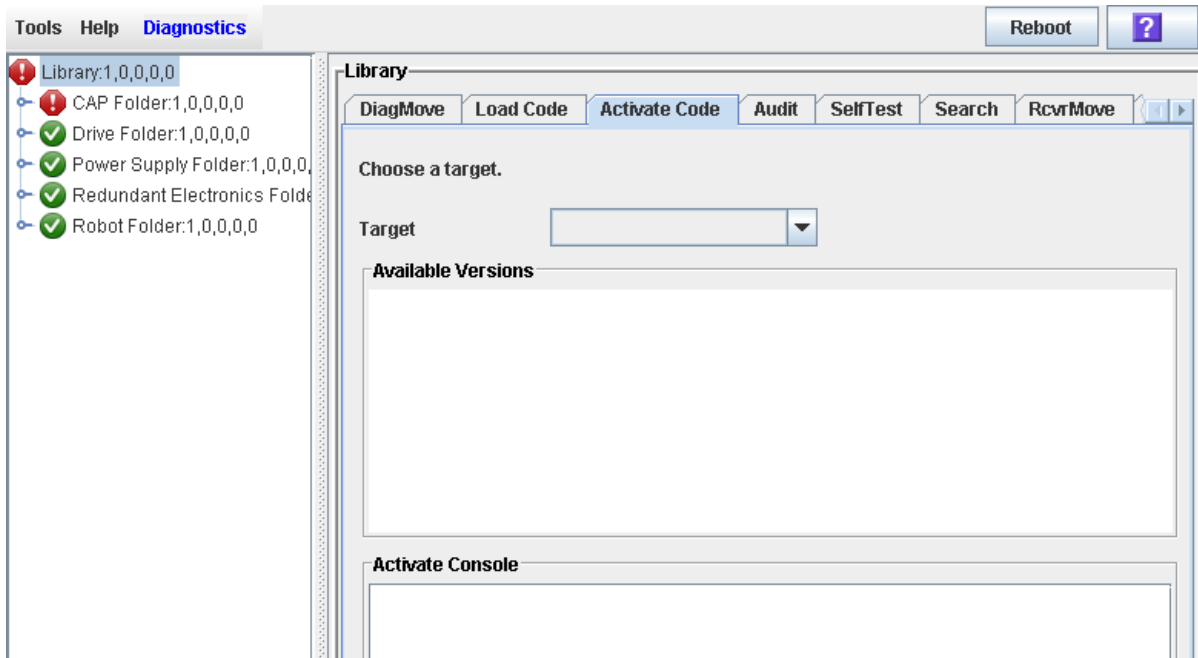 Tools Help Diagnostics Reboot ?
Library:1,0,0,0,0
CAP Folder:1,0,0,0,0
Drive Folder:1,0,0,0,0
Power Supply Folder:1,0,0,0,
Redundant Electronics Folde
Robot Folder:1,0,0,0,0
Library
DiagMove Load Code Activate Code Audit SelfTest Search RcvrMove
Choose a target.
Target
Available Versions
Activate Console